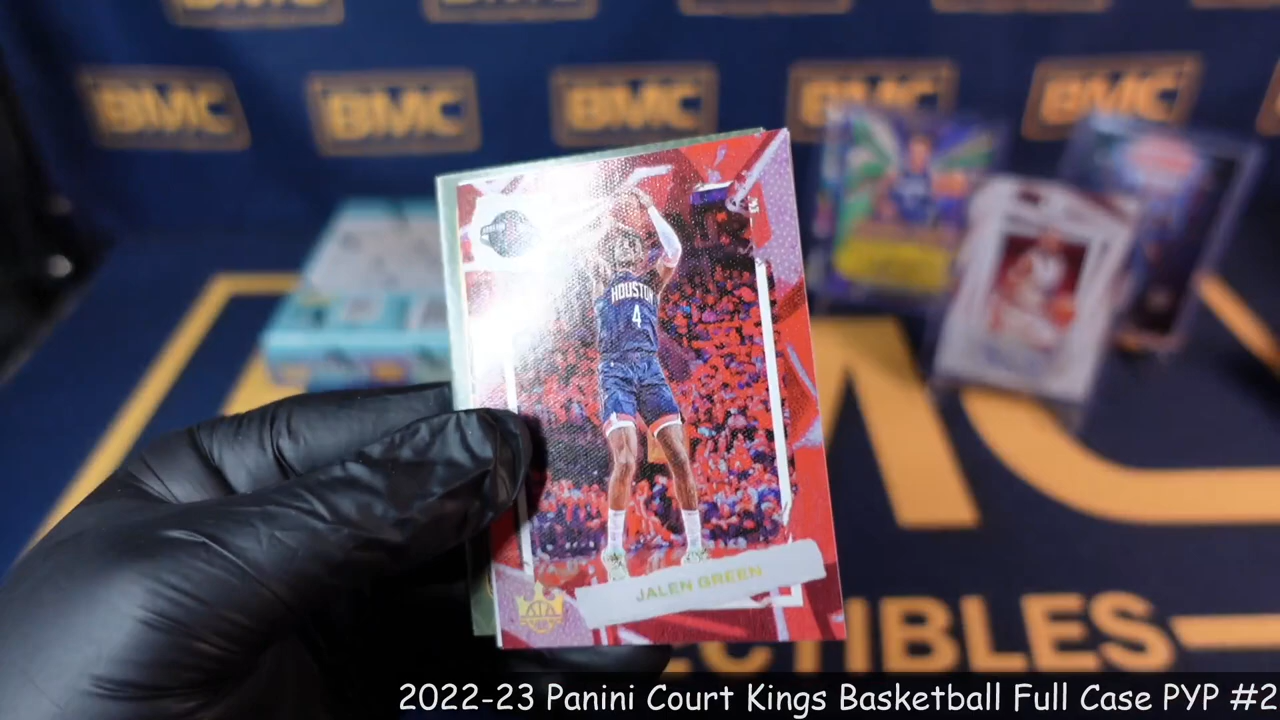 BMC BMC BMC BMC BMC
HOUSTON
4
JALEN GREEN
CTIBLES
2022-23 Panini Court Kings Basketball Full Case PYP #2